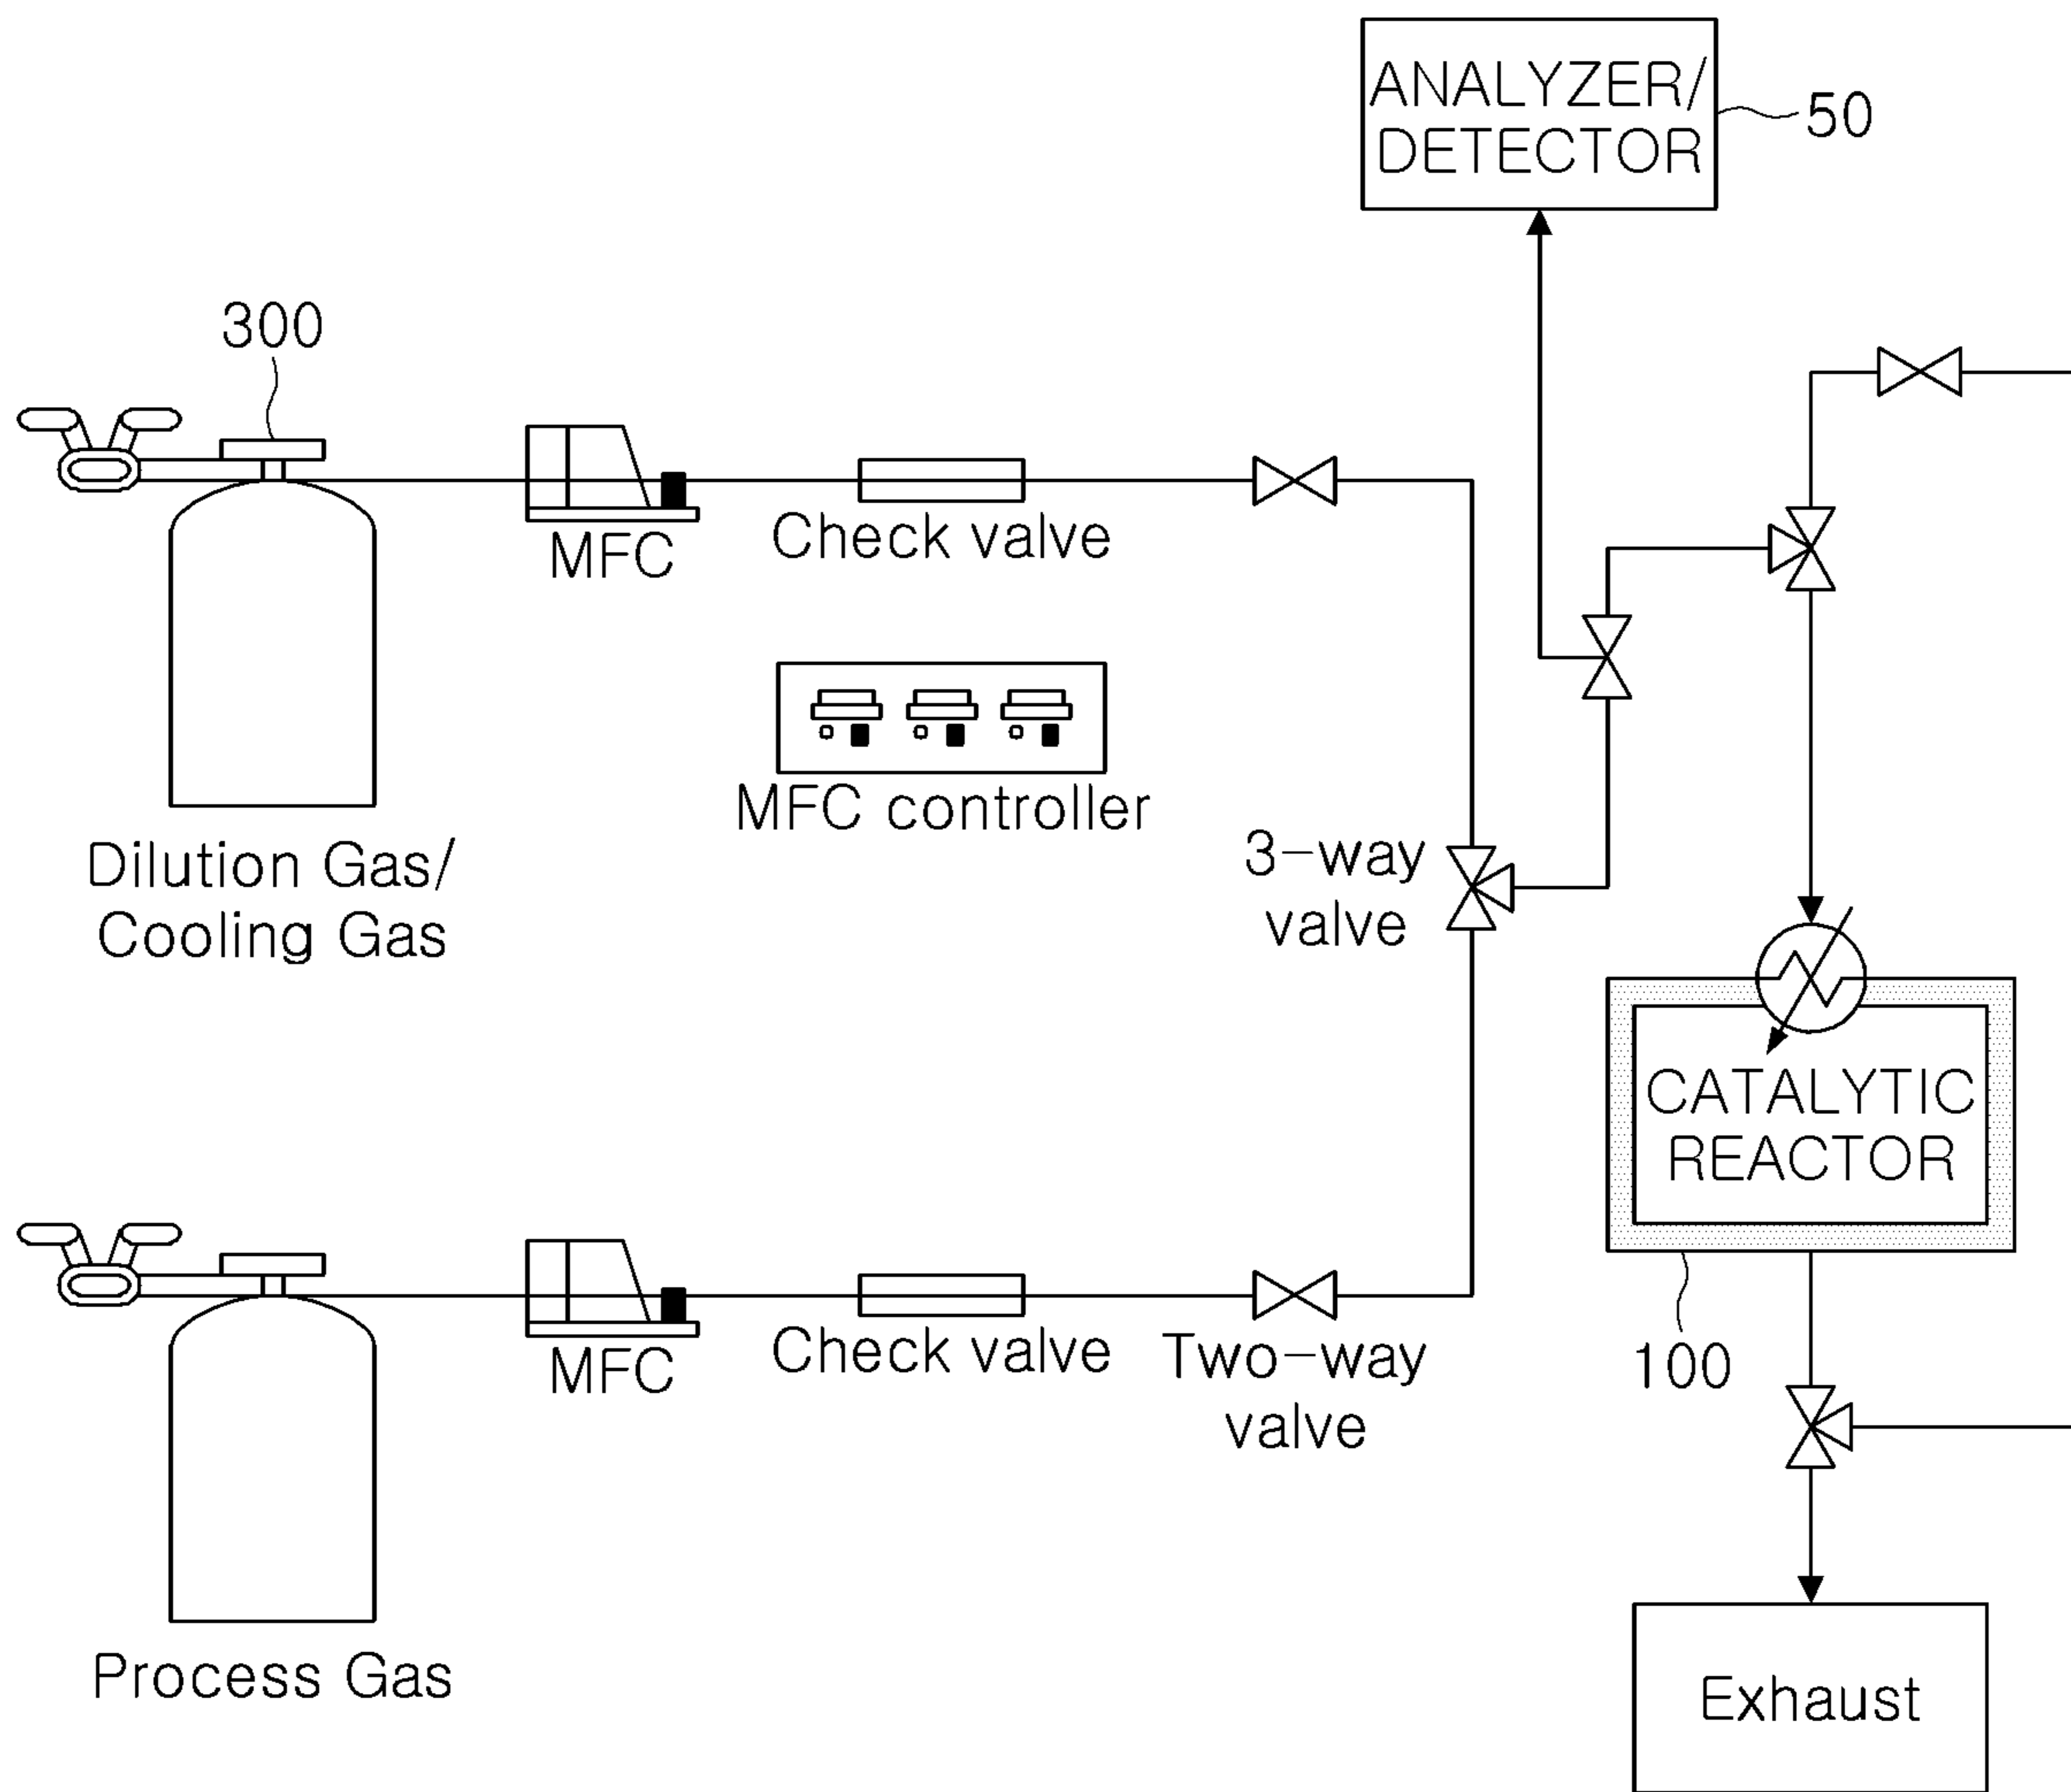 ANALYZER/
DETECTOR
50
300
MFC
Check valve
MFC controller
Dilution Gas/
Cooling Gas
3-way
valve
CATALYTIC
REACTOR
100
MFC
Check valve
Two-way
valve
Process Gas
Exhaust